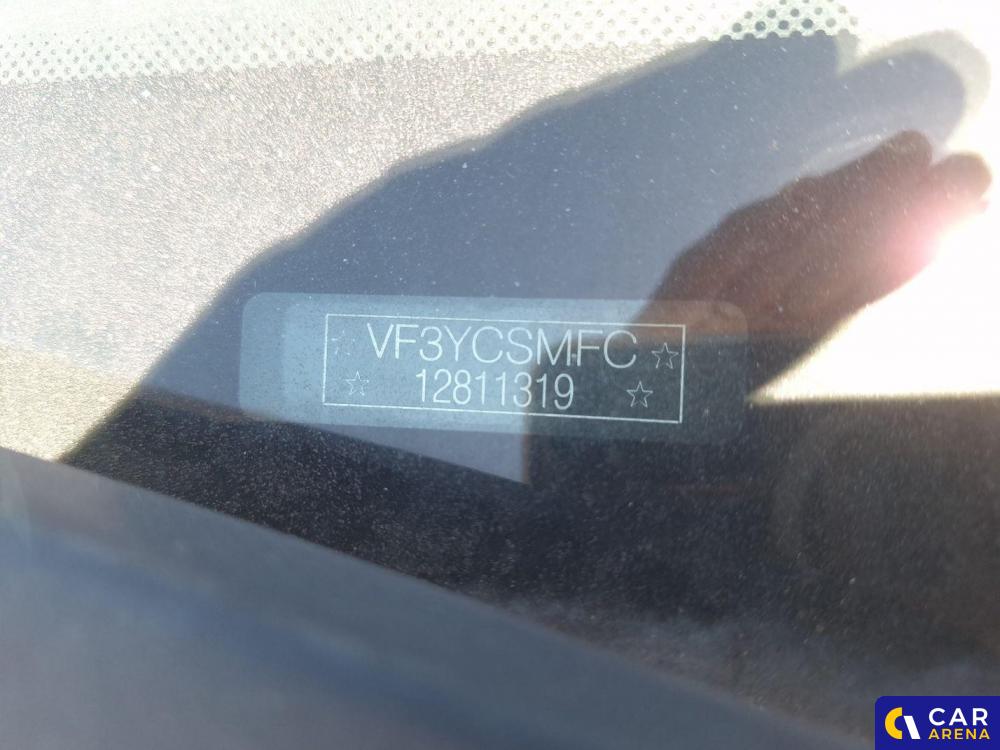 VF3YCSMFC
12811319
CAR
ARENA